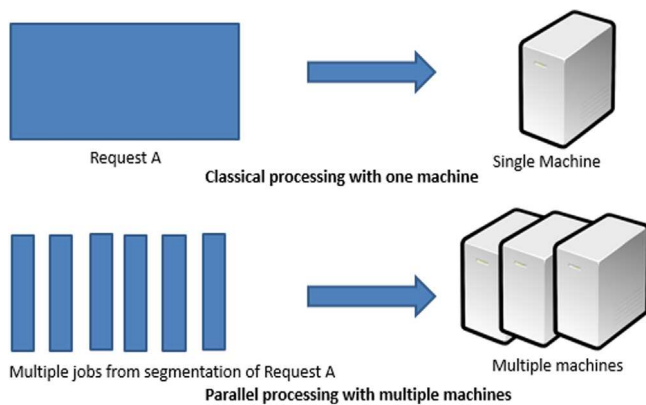 Request A
Single Machine
Classical processing with one machine
Multiple jobs from segmentation of Request A
Multiple machines
Parallel processing with multiple machines